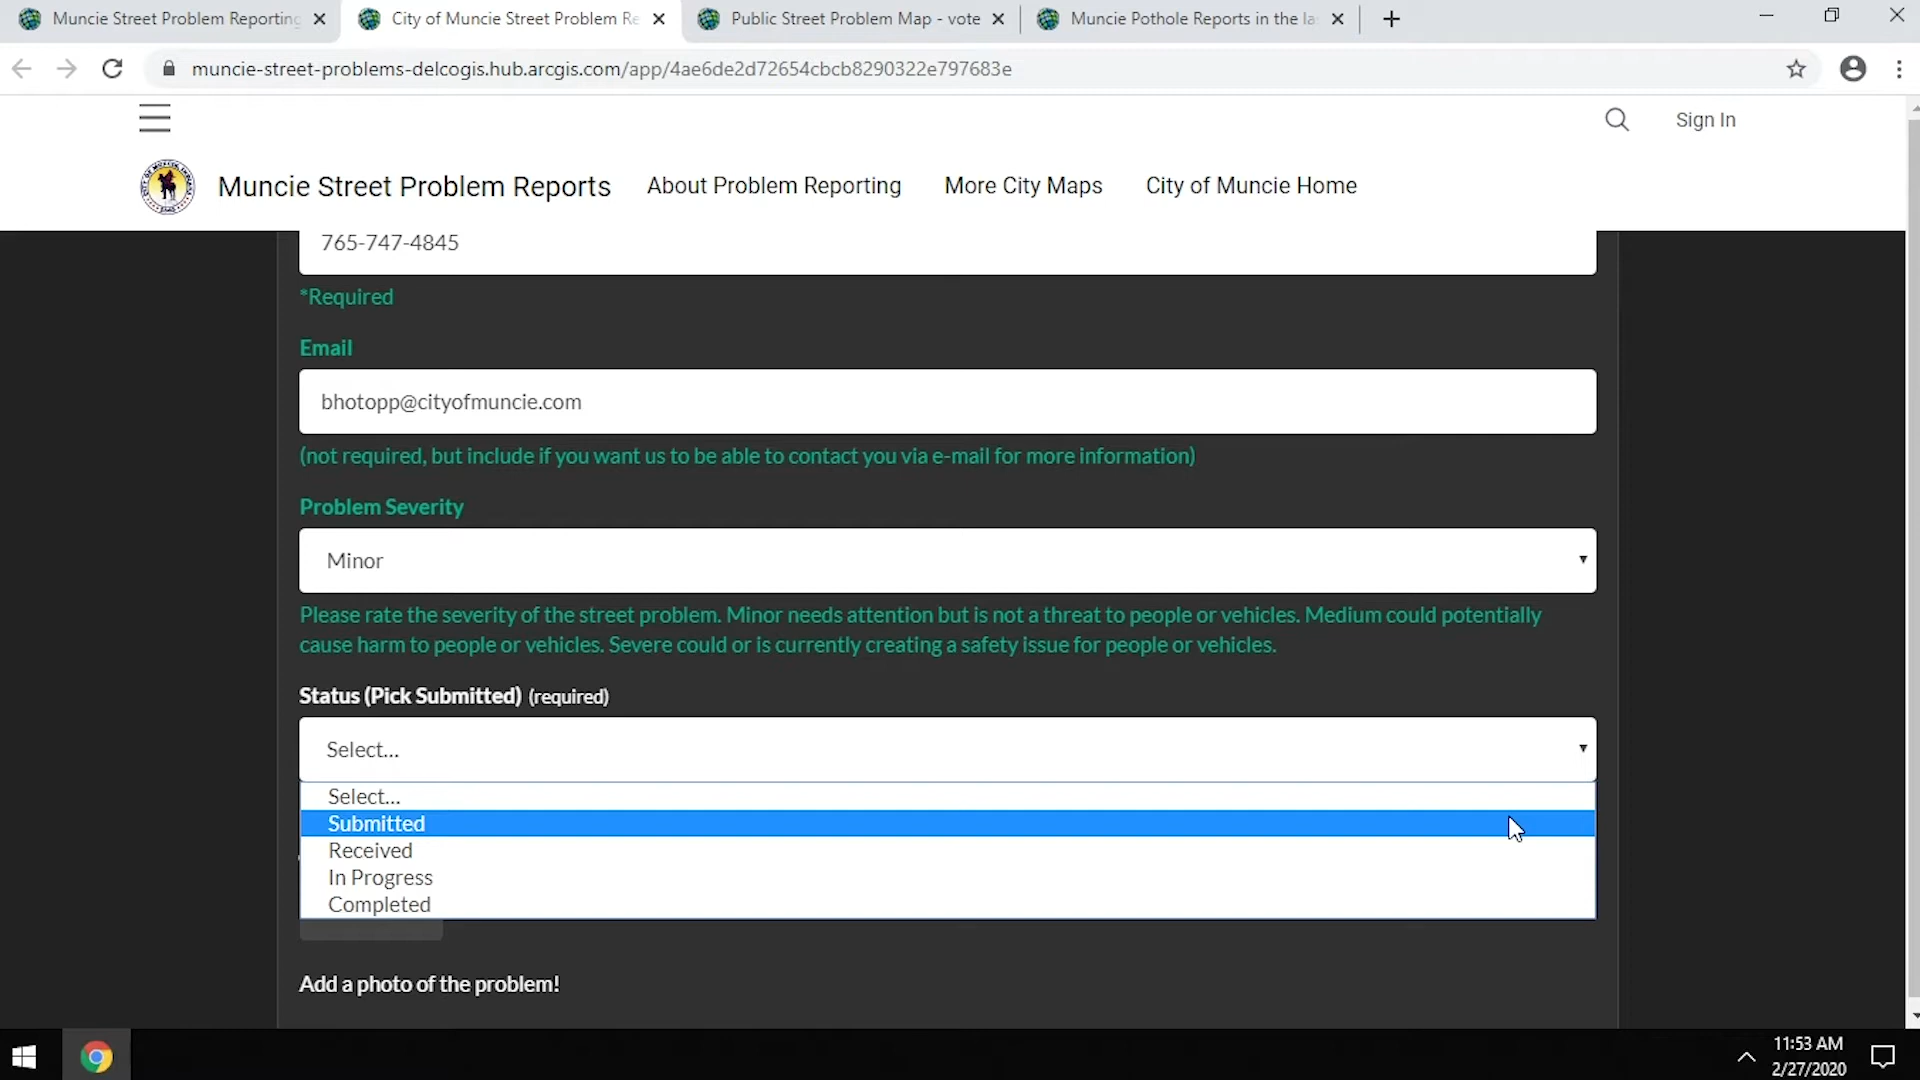 Muncie Street Problem Reporting
City of Muncie Street Problem Re
Public Street Problem Map - vote
Muncie Pothole Reports in the la
muncie-street-problems-delcogis.hub.arcgis.com/app/4ae6de2d72654cbcb8290322e797683e
Sign In
Muncie Street Problem Reports
About Problem Reporting
More City Maps
City of Muncie Home
765-747-4845
*Required
Email
bhotopp@cityofmuncie.com
(not required, but include if you want us to be able to contact you via e-mail for more information)
Problem Severity
Minor
Please rate the severity of the street problem. Minor needs attention but is not a threat to people or vehicles. Medium could potentially
cause harm to people or vehicles. Severe could or is currently creating a safety issue for people or vehicles.
Status (Pick Submitted) (required)
Select...
Select...
Submitted
Received
In Progress
Completed
Add a photo of the problem!
11:53 AM
2/27/2020